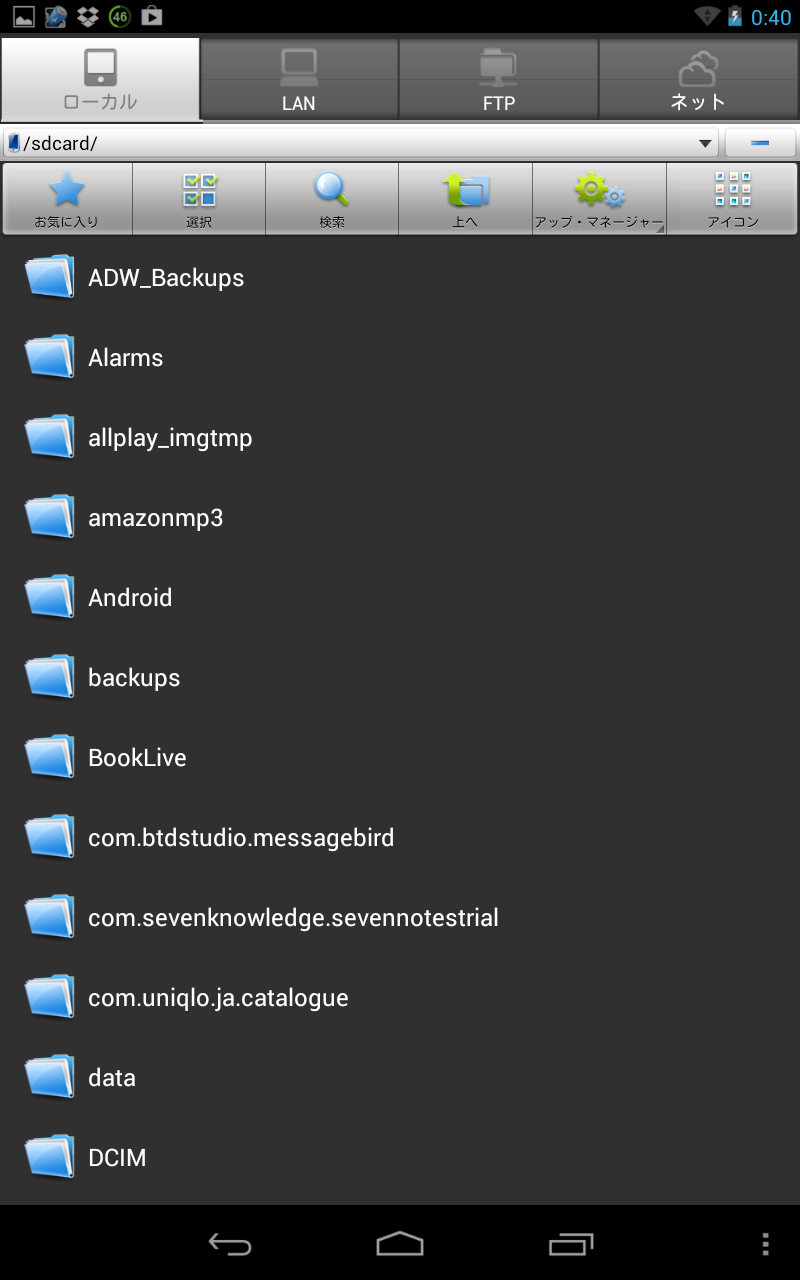 46
0:40
ローカル
LAN
FTP
ネット
/sdcard/
お気に入り
選択
検索
上へ
アップ・マネージャー
アイコン
ADW_Backups
Alarms
allplay_imgtmp
amazonmp3
Android
backups
BookLive
com.btdstudio.messagebird
com.sevenknowledge.sevennotestrial
com.uniqlo.ja.catalogue
data
DCIM